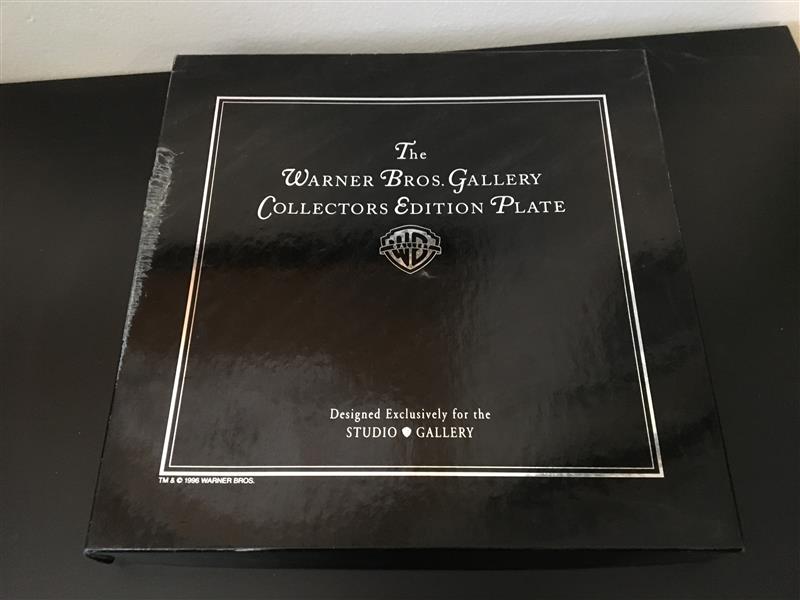 The
WARNER BROS. GALLERY
COLLECTORS EDITION PLATE
WB
Designed Exclusively for the
STUDIO GALLERY
TM & © 1996 WARNER BROS.